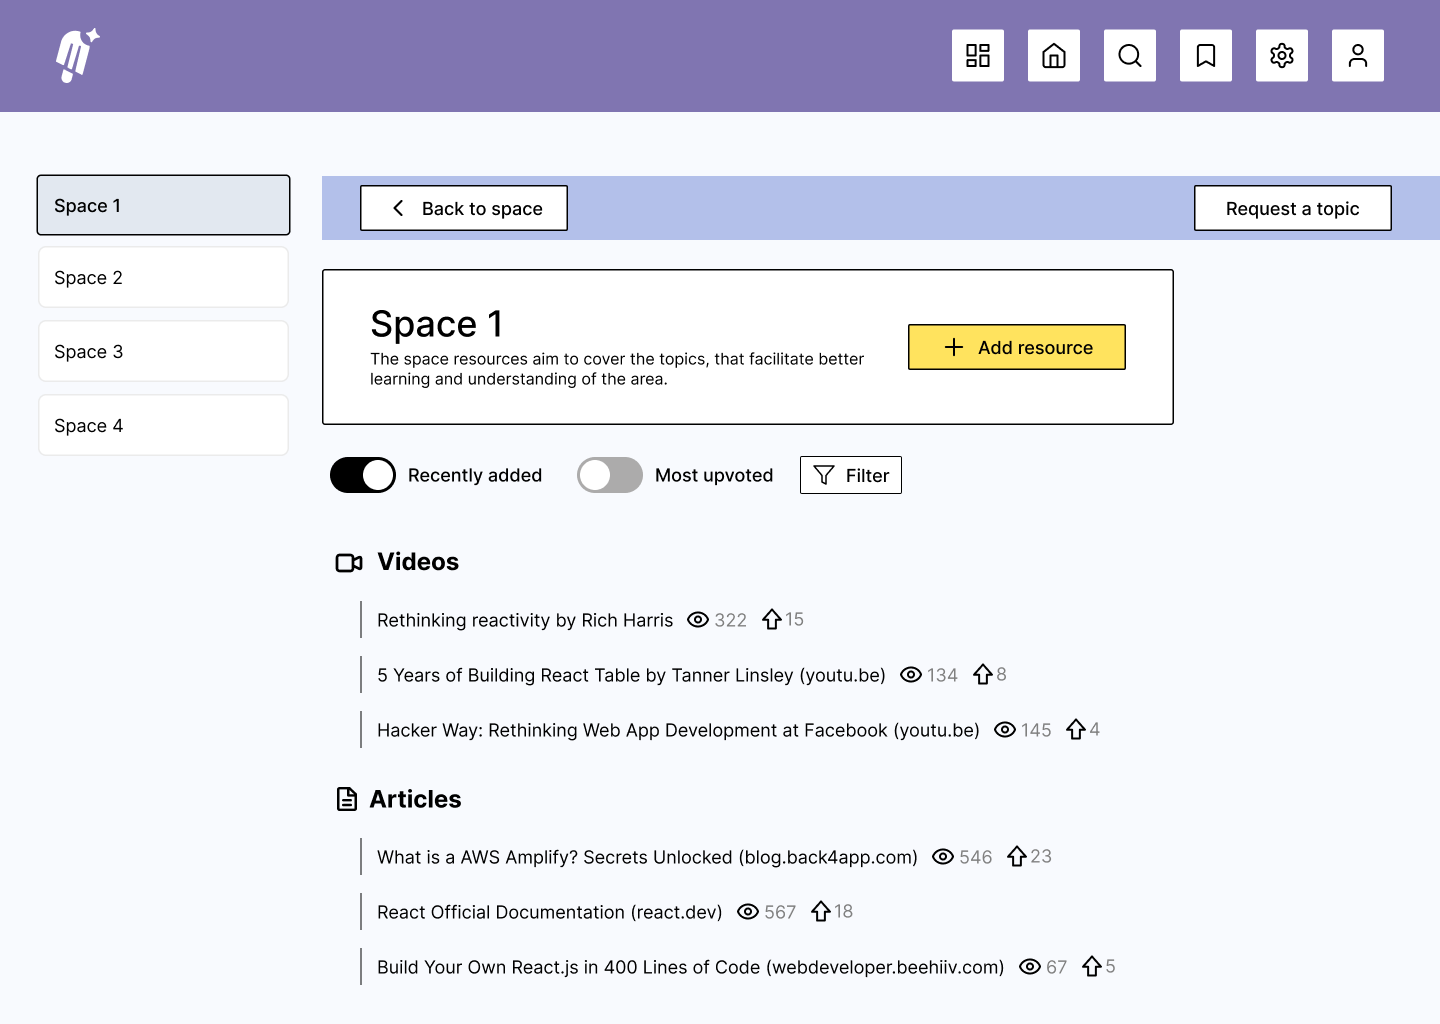 Space 1
Space 2
Space 3
Space 4
Back to space
Request a topic
Space 1
The space resources aim to cover the topics, that facilitate better
learning and understanding of the area.
Add resource
Recently added
Most upvoted
Filter
Videos
Rethinking reactivity by Rich Harris 322 15
5 Years of Building React Table by Tanner Linsley (youtu.be) 134 8
Hacker Way: Rethinking Web App Development at Facebook (youtu.be) 145 4
Articles
What is a AWS Amplify? Secrets Unlocked (blog.back4app.com) 546 23
React Official Documentation (react.dev) 567 18
Build Your Own React.js in 400 Lines of Code (webdeveloper.beehiiv.com) 67 5